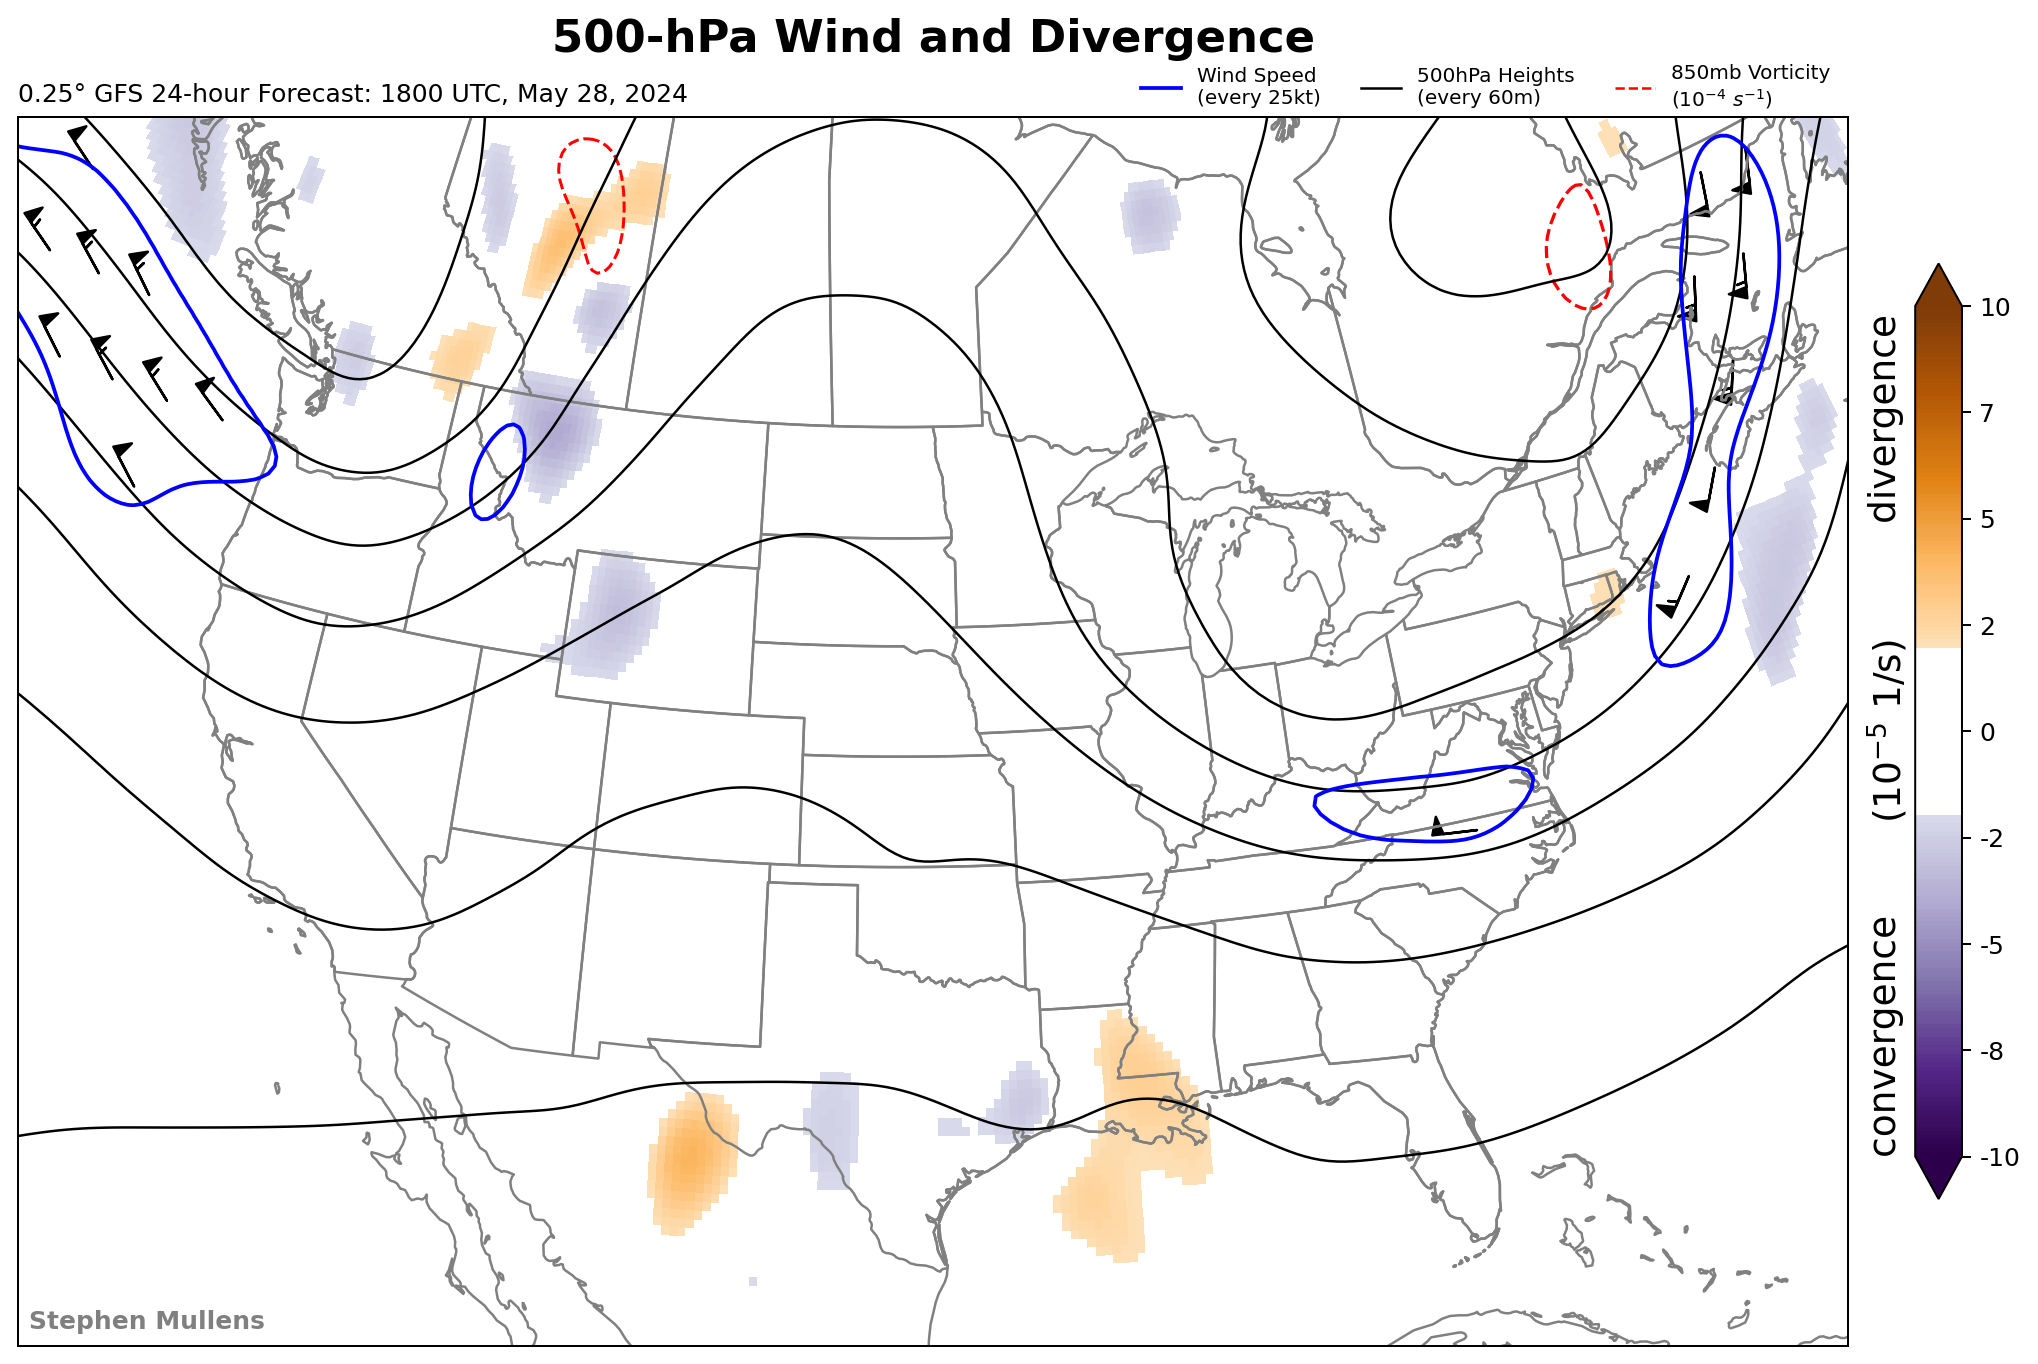 500-hPa Wind and Divergence
0.25° GFS 24-hour Forecast: 1800 UTC, May 28, 2024
Wind Speed
(every 25kt)
500hPa Heights
(every 60m)
850mb Vorticity
(10⁻⁴ s⁻¹)
10
7
5
2
0
-2
-5
-8
-10
convergence (10⁻⁵ 1/s) divergence
Stephen Mullens